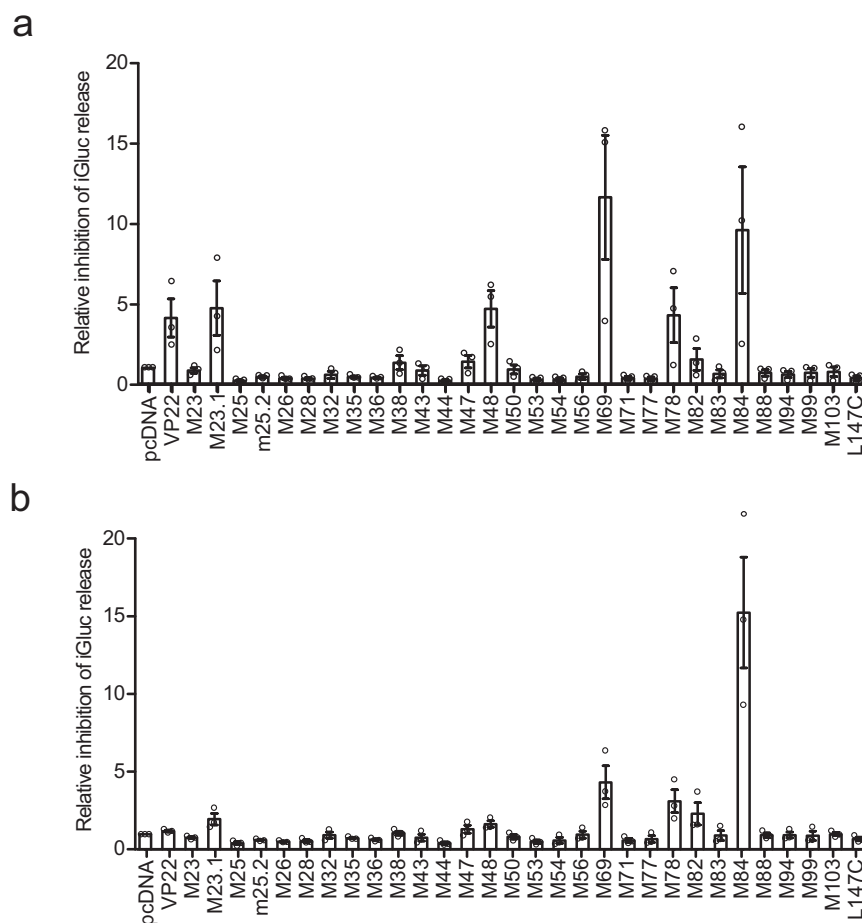 a
Relative inhibition of iGluc release
20
15
10
5
0
pcDNA
VP22
M23
M23.1
M25
m25.2
M26
M28
M32
M35
M36
M38
M43
M44
M47
M48
M50
M53
M54
M56
M69
M71
M77
M78
M82
M83
M84
M88
M94
M99
M103
L147C
b
Relative inhibition of iGluc release
20
15
10
5
0
pcDNA
VP22
M23
M23.1
M25
m25.2
M26
M28
M32
M35
M36
M38
M43
M44
M47
M48
M50
M53
M54
M56
M69
M71
M77
M78
M82
M83
M84
M88
M94
M99
M103
L147C